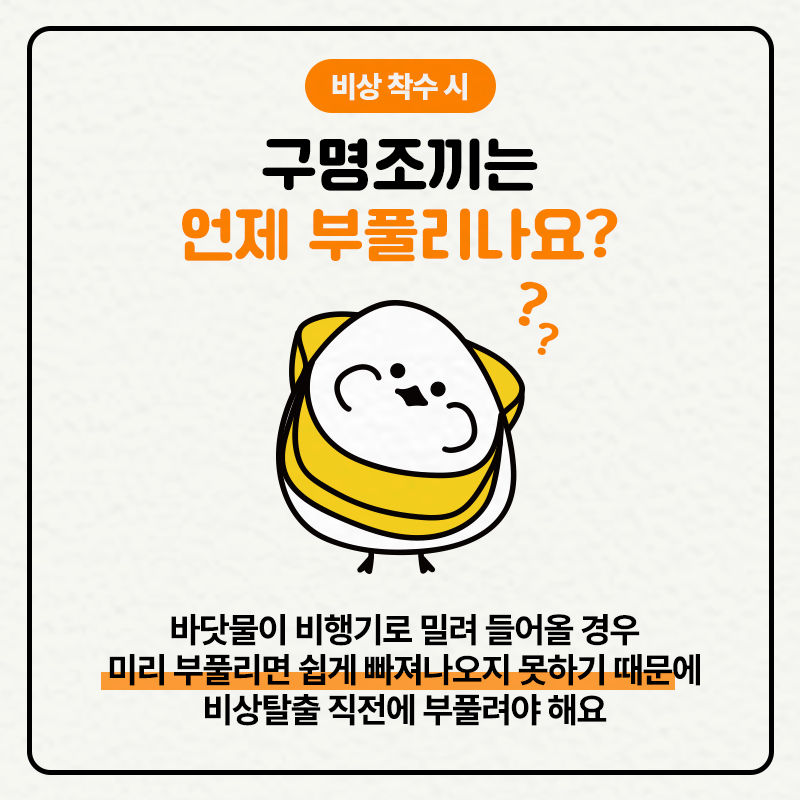 비상 착수 시
구명조끼는
언제 부풀리나요?
?
?
바닷물이 비행기로 밀려 들어올 경우
미리 부풀리면 쉽게 빠져나오지 못하기 때문에
비상탈출 직전에 부풀려야 해요